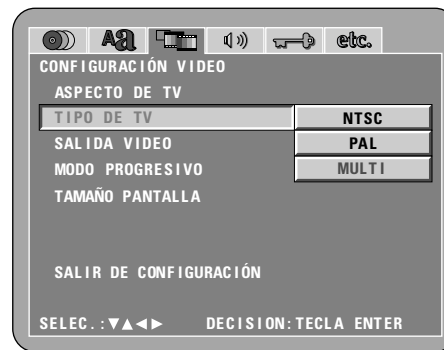 Aa etc.
CONFIGURACIÓN VIDEO
ASPECTO DE TV
TIPO DE TV NTSC
SALIDA VIDEO PAL
MODO PROGRESIVO MULTI
TAMAÑO PANTALLA
SALIR DE CONFIGURACIÓN
SELEC.:▼▲◄► DECISION:TECLA ENTER